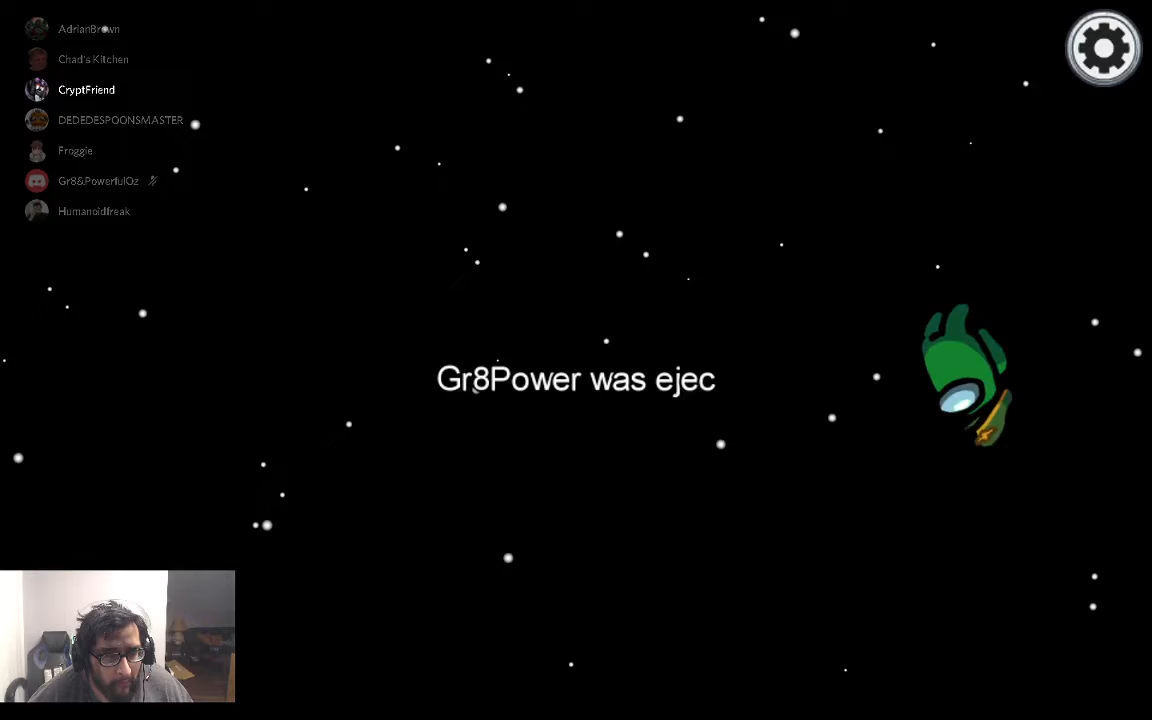 AdrianBrown
Chad's Kitchen
CryptFriend
DEDEDESPOONSMASTER
Froggie
Gr8&PowerfulOz
Humanoidfreak
Gr8Power was ejec